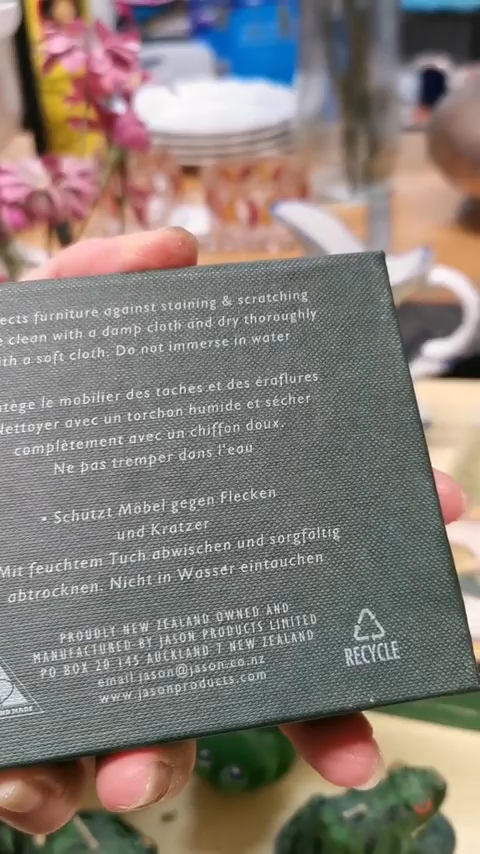 ects furniture against staining & scratching
clean with a damp cloth and dry thoroughly
th a soft cloth. Do not immerse in water
tège le mobilier des taches et des éraflures
Nettoyer avec un torchon humide et sécher
complètement avec un chiffon doux.
Ne pas tremper dans l'eau
• Schutzt Möbel gegen Flecken
und Kratzer
Mit feuchtem Tuch abwischen und sorgfältig
abtrocknen. Nicht in Wasser eintauchen
PROUDLY NEW ZEALAND OWNED AND
MANUFACTURED BY JASON PRODUCTS LIMITED
PO BOX 20 145 AUCKLAND 7 NEW ZEALAND
email jason@jason.co.nz
www.jasonproducts.com
RECYCLE
ND MADE